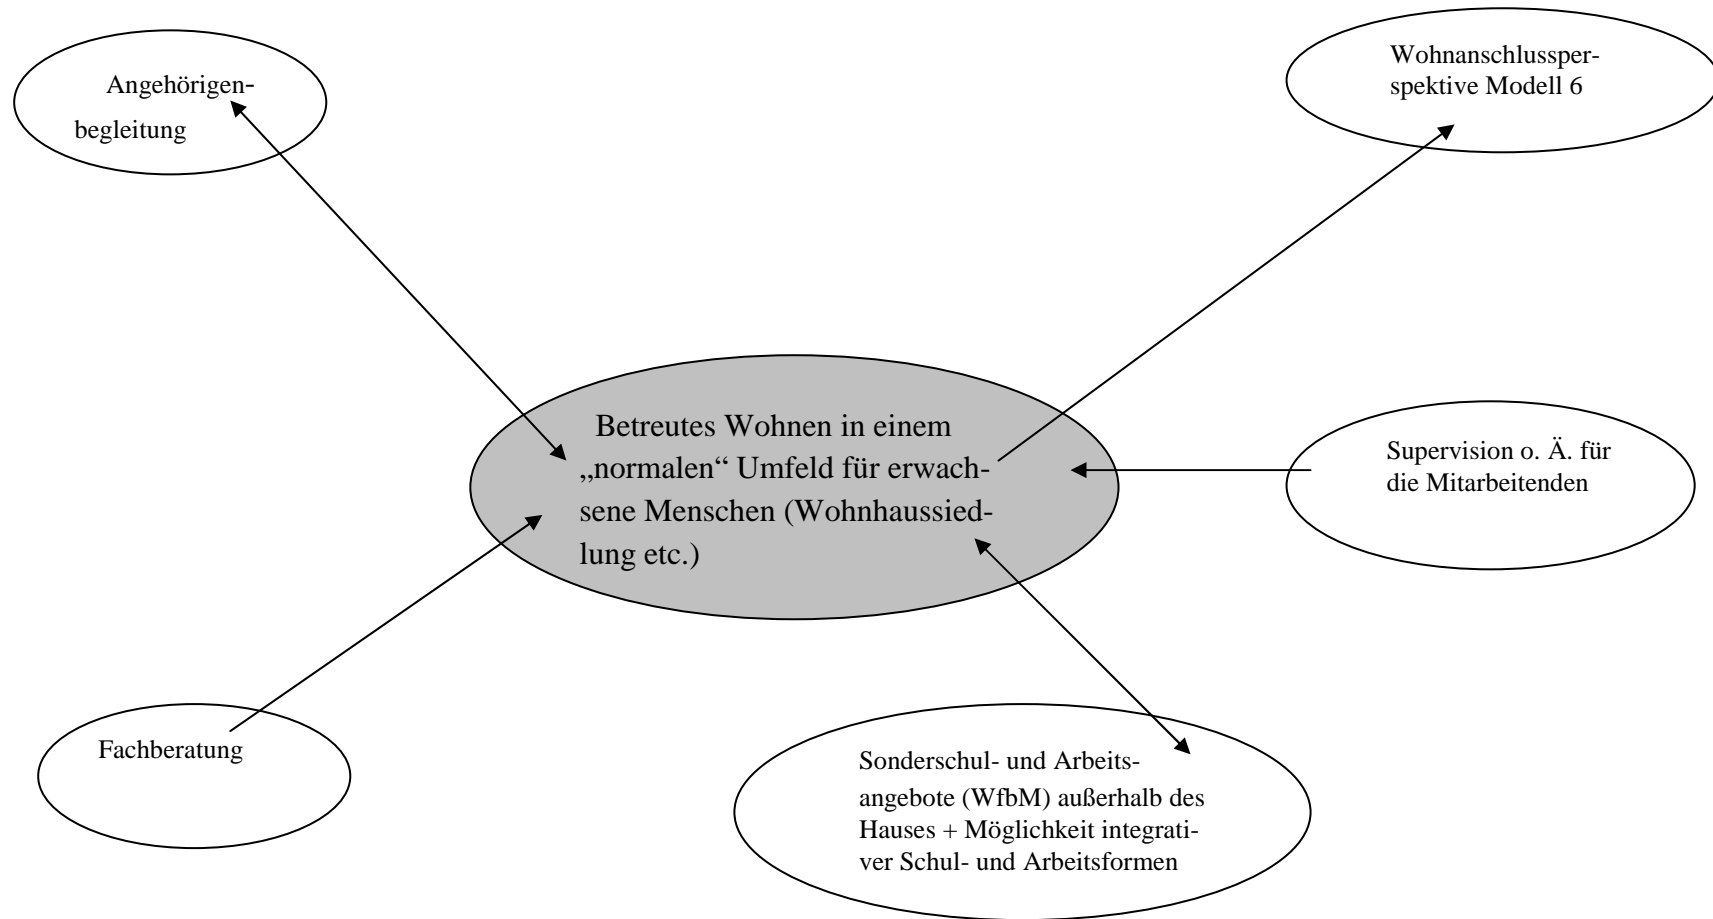 Angehörigen-
begleitung
Wohnanschlussper-
spektive Modell 6
Betreutes Wohnen in einem
„normalen“ Umfeld für erwach-
sene Menschen (Wohnhaussied-
lung etc.)
Supervision o. Ä. für
die Mitarbeitenden
Fachberatung
Sonderschul- und Arbeits-
angebote (WfbM) außerhalb des
Hauses + Möglichkeit integrati-
ver Schul- und Arbeitsformen